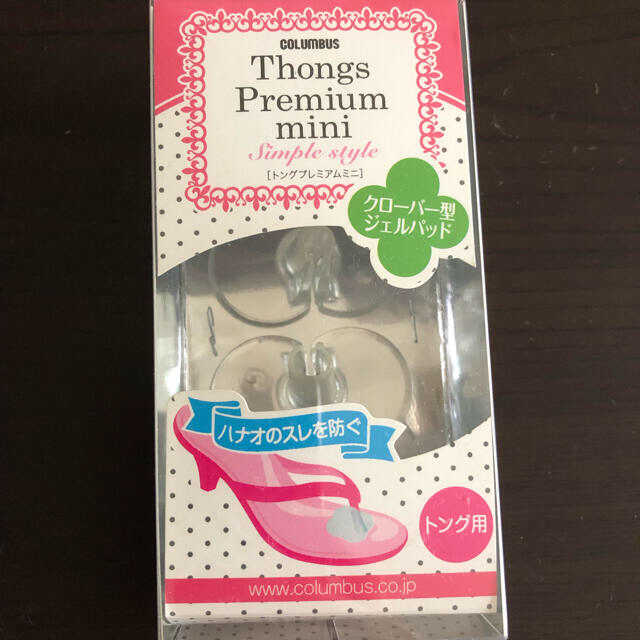 COLUMBUS
Thongs
Premium
mini
Simple style
[トングプレミアムミニ]
クローバー型
ジェルパッド
ハナオのスレを防ぐ
トング用
www.columbus.co.jp